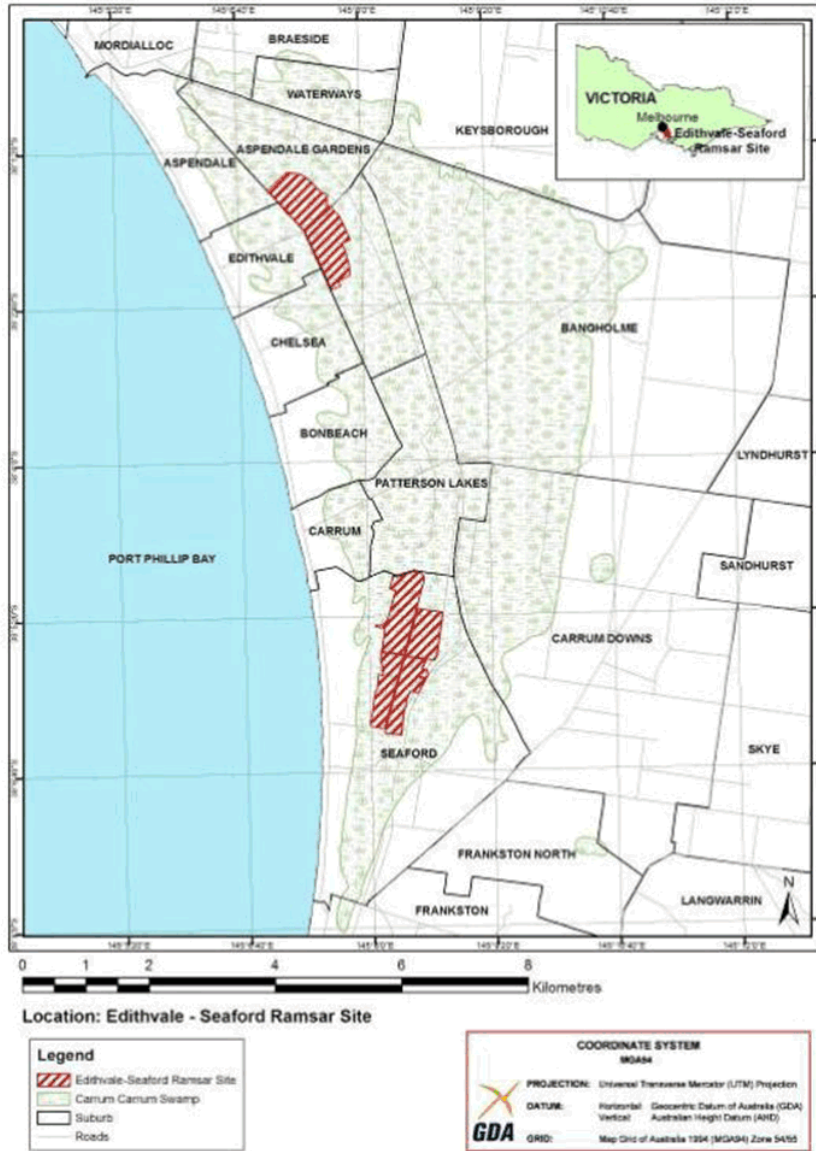 MORDIALLOC
BRAESIDE
WATERWAYS
KEYSBOROUGH
VICTORIA
Melbourne
Edithvale-Seaford
Ramsar Site
ASPENDALE GARDENS
ASPENDALE
EDITHVALE
BANGHOLME
CHELSEA
BONBEACH
LYNDHURST
PATTERSON LAKES
CARRUM
PORT PHILLIP BAY
SANDHURST
CARRUM DOWNS
SEAFORD
SKYE
FRANKSTON NORTH
N
LANGWARRIN
FRANKSTON
0 1 2 4 6 8
Kilometres
Location: Edithvale - Seaford Ramsar Site
Legend
Edithvale-Seaford Ramsar Site
Carrum Carrum Swamp
Suburb
Roads
COORDINATE SYSTEM
MGA94
PROJECTION: Universal Transverse Mercator (UTM) Projection
DATUM: Horizontal: Geocentric Datum of Australia (GDA)
Vertical: Australian Height Datum (AHD)
GRID: Map Grid of Australia 1994 (MGA94) Zone 54/55
GDA